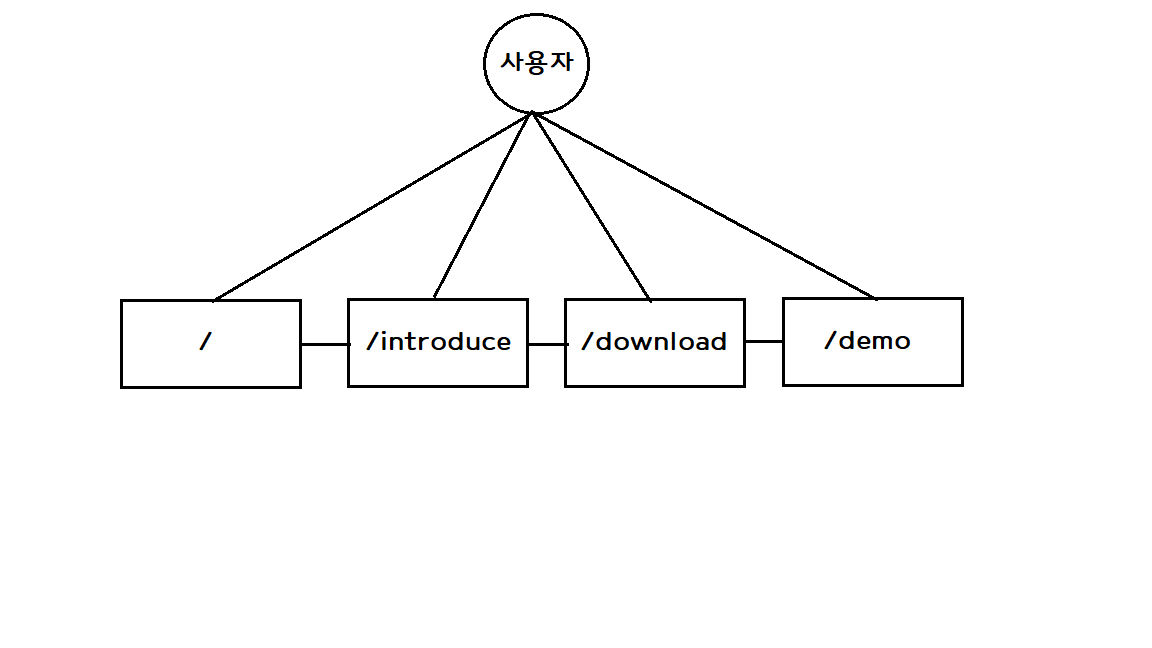 사용자
/
/introduce
/download
/demo